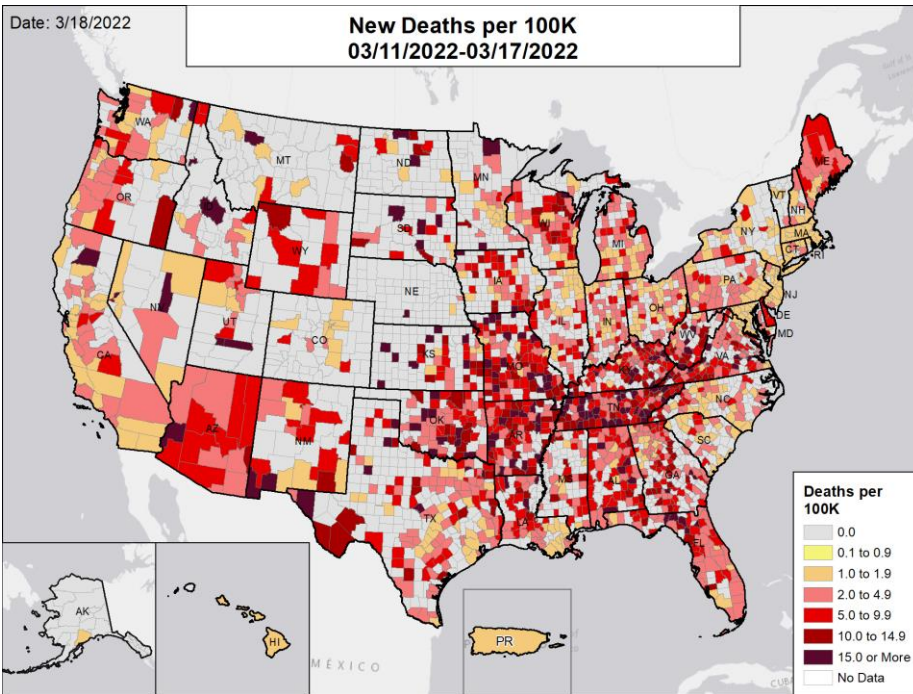 Date: 3/18/2022
New Deaths per 100K
03/11/2022-03/17/2022
WA
MT
ND
MN
ME
VT
NH
OR
ID
SD
WI
MI
NY
MA
CT
RI
WY
IA
PA
NJ
NE
NV
UT
CO
IL
IN
OH
DE
MD
WV
VA
CA
KS
MO
KY
AZ
NM
OK
AR
TN
NC
SC
MS
AL
GA
TX
LA
FL
AK
HI
PR
MÉXICO
CUB
Deaths per
100K
0.0
0.1 to 0.9
1.0 to 1.9
2.0 to 4.9
5.0 to 9.9
10.0 to 14.9
15.0 or More
No Data